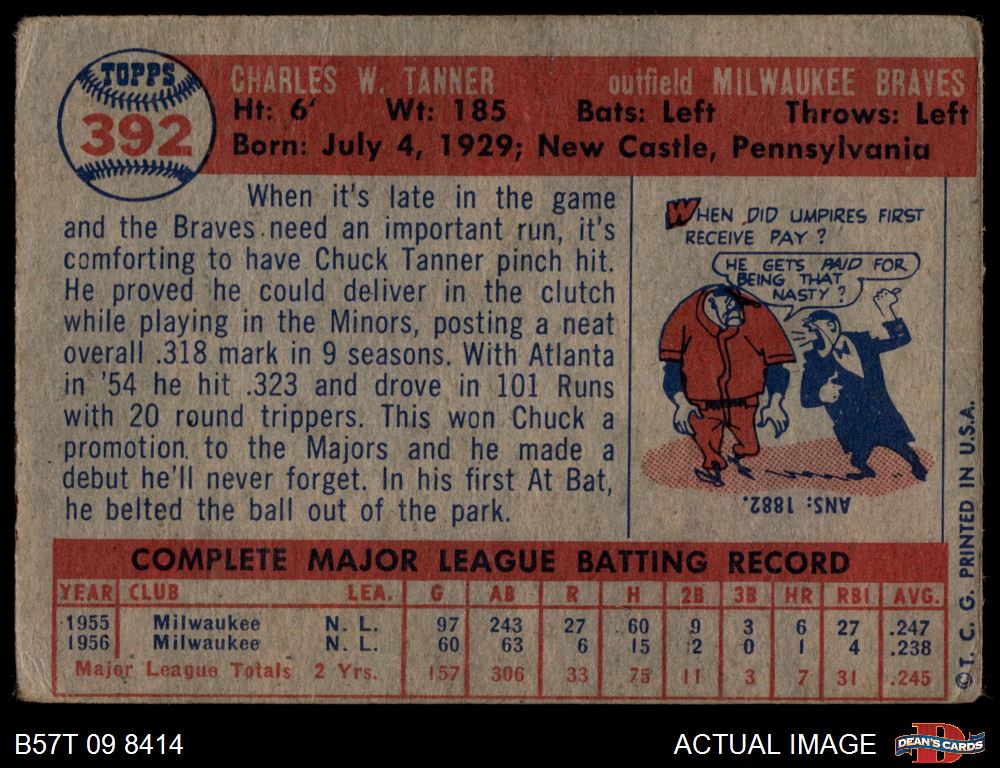 TOPPS
392
CHARLES W. TANNER outfield MILWAUKEE BRAVES
Ht: 6' Wt: 185 Bats: Left Throws: Left
Born: July 4, 1929; New Castle, Pennsylvania
When it's late in the game
and the Braves need an important run, it's
comforting to have Chuck Tanner pinch hit.
He proved he could deliver in the clutch
while playing in the Minors, posting a neat
overall .318 mark in 9 seasons. With Atlanta
in '54 he hit .323 and drove in 101 Runs
with 20 round trippers. This won Chuck a
promotion to the Majors and he made a
debut he'll never forget. In his first At Bat,
he belted the ball out of the park.
WHEN DID UMPIRES FIRST
RECEIVE PAY?
HE GETS PAID FOR
BEING THAT
NASTY?
ANS: 1882.
©T. C. G. PRINTED IN U.S.A.
COMPLETE MAJOR LEAGUE BATTING RECORD
YEAR CLUB LEA. G AB R H 2B 3B HR RBI AVG.
1955 Milwaukee N. L. 97 243 27 60 9 3 6 27 .247
1956 Milwaukee N. L. 60 63 6 15 2 0 1 4 .238
Major League Totals 2 Yrs. 157 306 33 75 11 3 7 31 .245
B57T 09 8414 ACTUAL IMAGE
D
DEAN'S CARDS